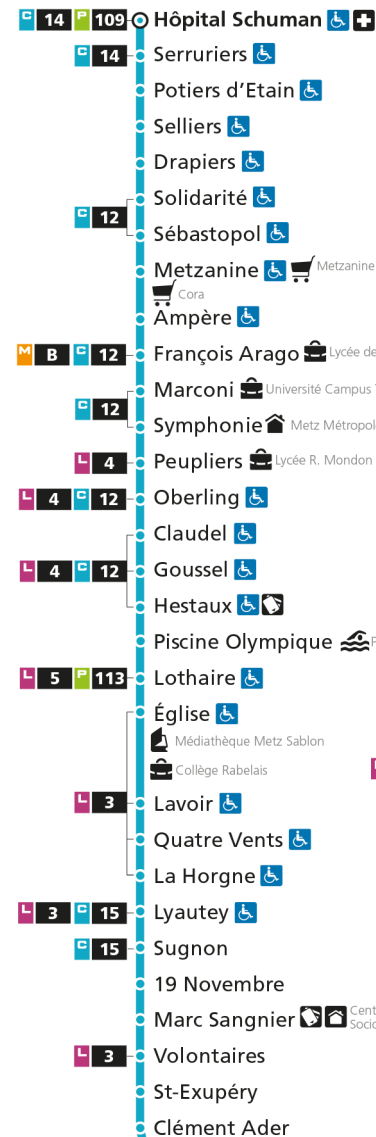 C 14 P 109 Hôpital Schuman
C 14 Serruriers
Potiers d'Etain
Selliers
Drapiers
Solidarité
C 12
Sébastopol
Metzanine Metzanine
Cora
Ampère
M B C 12 François Arago Lycée de
Marconi Université Campus
C 12
Symphonie Metz Métropol
L 4 Peupliers Lycée R. Mondon
L 4 C 12 Oberling
Claudel
L 4 C 12 Goussel
Hestaux
Piscine Olympique P
L 5 P 113 Lothaire
Église
Médiathèque Metz Sablon
Collège Rabelais
L 3 Lavoir
Quatre Vents
La Horgne
L 3 C 15 Lyautey
C 15 Sugnon
19 Novembre
Marc Sangnier Cent
Socio
L 3 Volontaires
St-Exupéry
Clément Ader